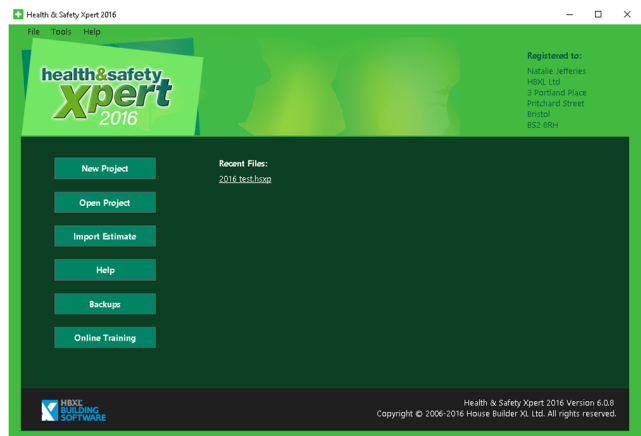 Health & Safety Xpert 2016
File Tools Help
health&safety
xpert
2016
Registered to:
Natalie Jefferies
HBXL Ltd
3 Portland Place
Pritchard Street
Bristol
BS2 8RH
New Project
Open Project
Import Estimate
Help
Backups
Online Training
Recent Files:
2016 test.hsxp
HBXL
BUILDING
SOFTWARE
Health & Safety Xpert 2016 Version 6.0.8
Copyright © 2006-2016 House Builder XL Ltd. All rights reserved.